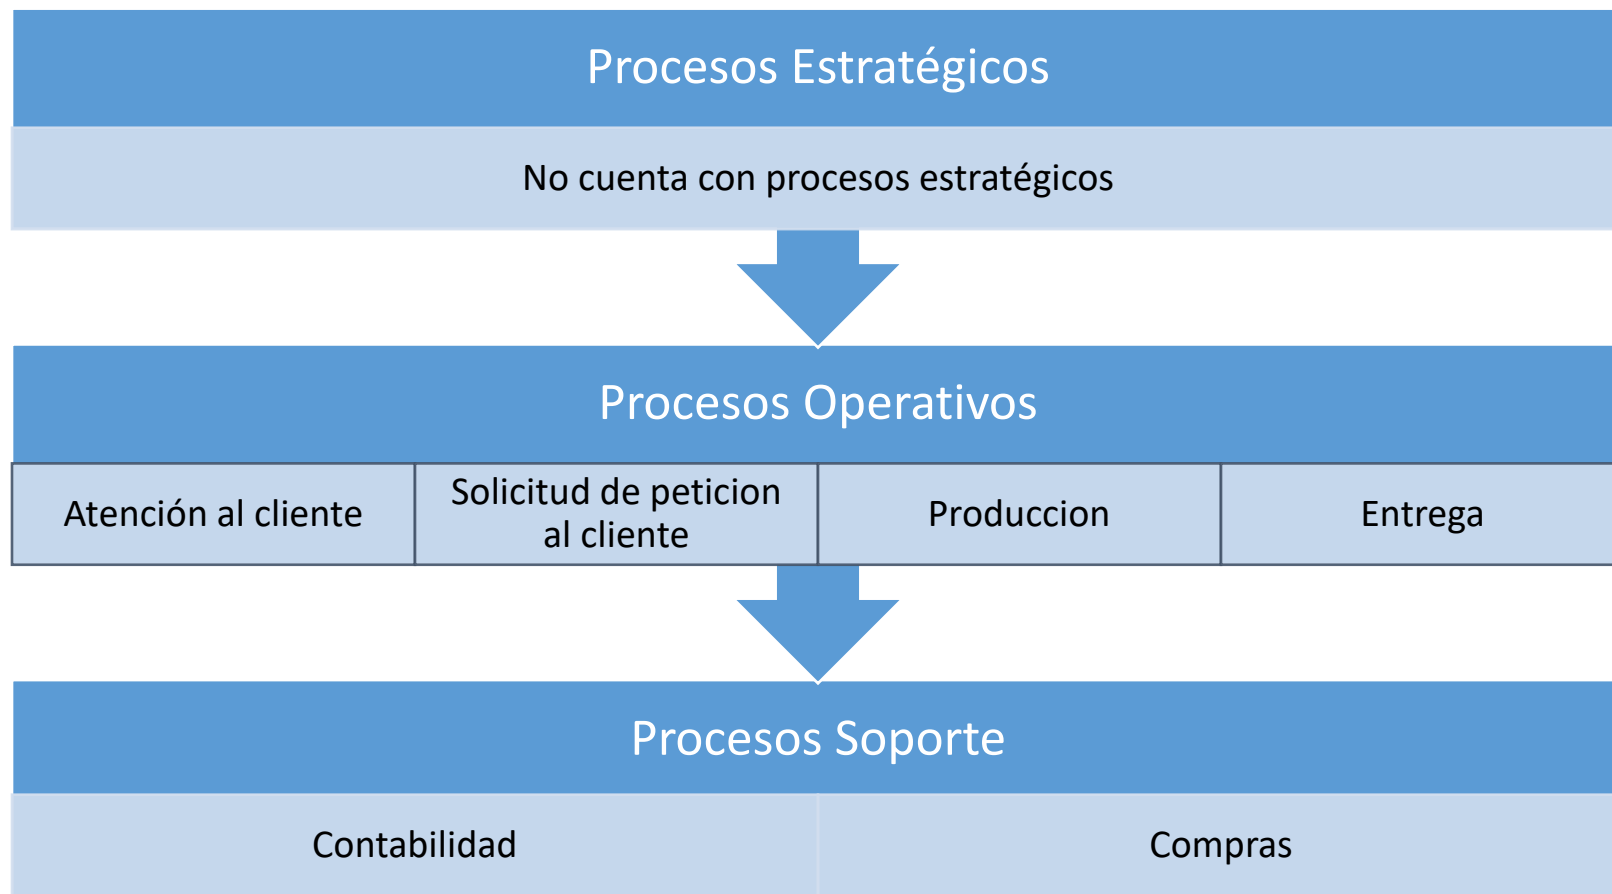 Procesos Estratégicos
No cuenta con procesos estratégicos
Procesos Operativos
Atención al cliente
Solicitud de peticion
al cliente
Produccion
Entrega
Procesos Soporte
Contabilidad
Compras